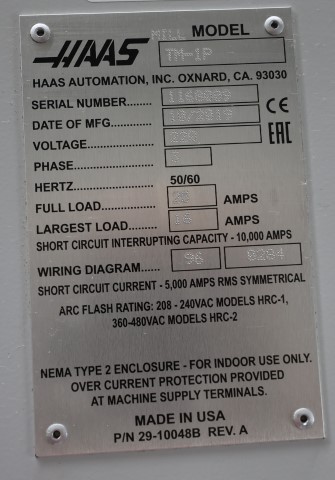 HAAS MILL MODEL TM-1P
HAAS AUTOMATION, INC. OXNARD, CA. 93030
SERIAL NUMBER...
DATE OF MFG.......... 10/2019 CE
VOLTAGE............... EAC
PHASE............
HERTZ 50/60
FULL LOAD......... AMPS
LARGEST LOAD.. AMPS
SHORT CIRCUIT INTERRUPTING CAPACITY - 10,000 AMPS
WIRING DIAGRAM...... 96 9284
SHORT CIRCUIT CURRENT - 5,000 AMPS RMS SYMMETRICAL
ARC FLASH RATING: 208 - 240VAC MODELS HRC-1,
360-480VAC MODELS HRC-2
NEMA TYPE 2 ENCLOSURE - FOR INDOOR USE ONLY.
OVER CURRENT PROTECTION PROVIDED
AT MACHINE SUPPLY TERMINALS.
MADE IN USA
P/N 29-10048B REV. A